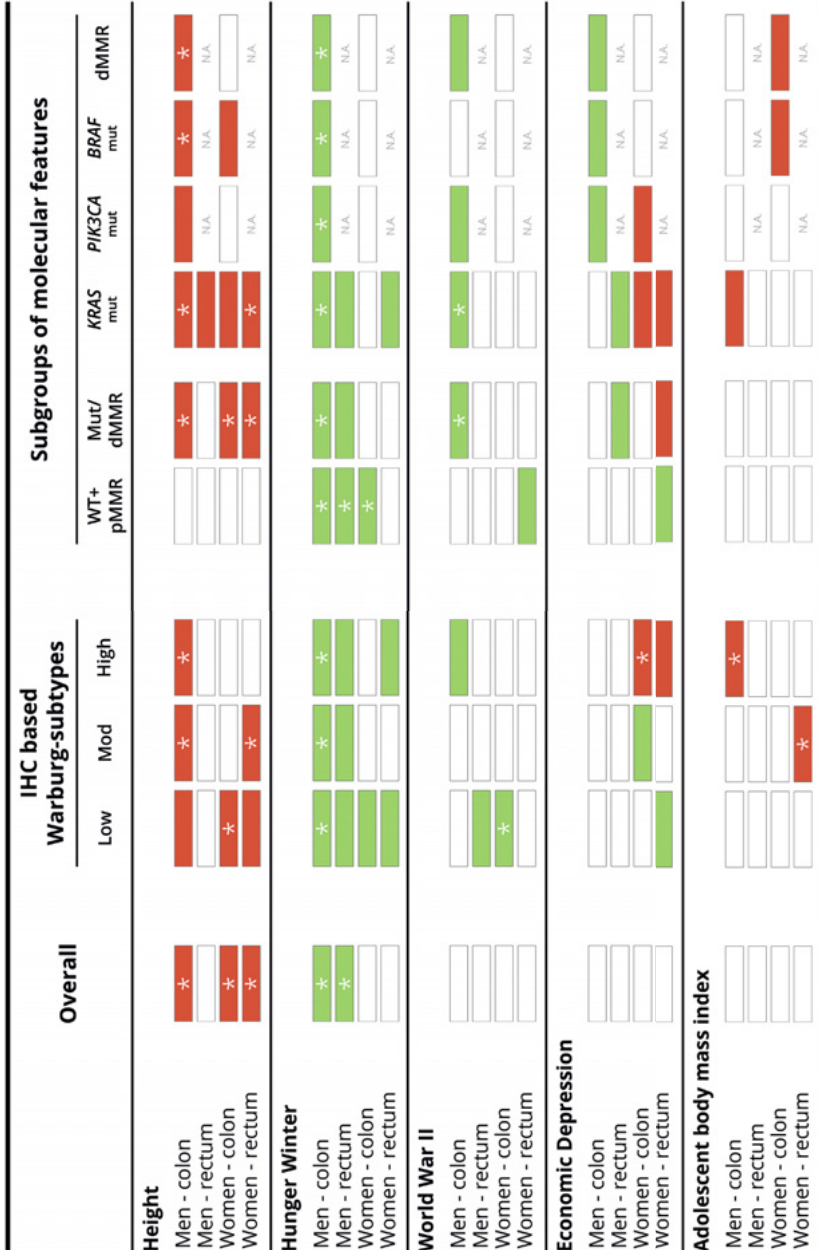 Overall
IHC based
Warburg-subtypes
Subgroups of molecular features
Low Mod High
WT+
pMMR
Mut/
dMMR
KRAS
mut
PIK3CA
mut
BRAF
mut
dMMR
Height
Men - colon * * * * * * *
Men - rectum N.A. N.A. N.A.
Women - colon * * *
Women - rectum * * * * N.A. N.A. N.A.
Hunger Winter
Men - colon * * * * * * * * * *
Men - rectum * * N.A. N.A. N.A.
Women - colon *
Women - rectum N.A. N.A. N.A.
World War II
Men - colon * *
Men - rectum N.A. N.A. N.A.
Women - colon *
Women - rectum N.A. N.A. N.A.
Economic Depression
Men - colon
Men - rectum N.A. N.A. N.A.
Women - colon *
Women - rectum N.A. N.A. N.A.
Adolescent body mass index
Men - colon *
Men - rectum N.A. N.A. N.A.
Women - colon
Women - rectum * N.A. N.A. N.A.